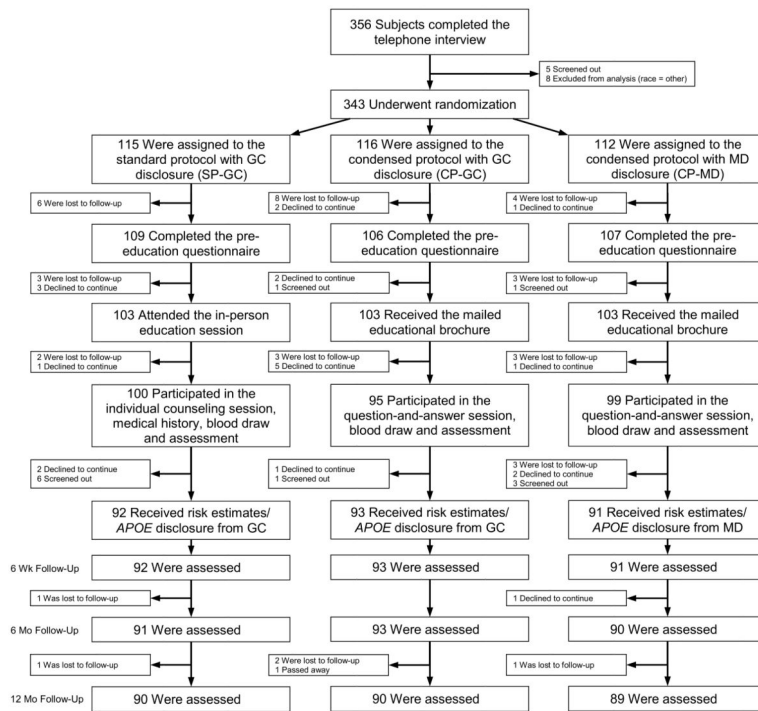 356 Subjects completed the
telephone interview
5 Screened out
8 Excluded from analysis (race = other)
343 Underwent randomization
115 Were assigned to the
standard protocol with GC
disclosure (SP-GC)
116 Were assigned to the
condensed protocol with GC
disclosure (CP-GC)
112 Were assigned to the
condensed protocol with MD
disclosure (CP-MD)
6 Were lost to follow-up
8 Were lost to follow-up
2 Declined to continue
4 Were lost to follow-up
1 Declined to continue
109 Completed the pre-
education questionnaire
106 Completed the pre-
education questionnaire
107 Completed the pre-
education questionnaire
3 Were lost to follow-up
3 Declined to continue
2 Declined to continue
1 Screened out
3 Were lost to follow-up
1 Screened out
103 Attended the in-person
education session
103 Received the mailed
educational brochure
103 Received the mailed
educational brochure
2 Were lost to follow-up
1 Declined to continue
3 Were lost to follow-up
5 Declined to continue
3 Were lost to follow-up
1 Declined to continue
100 Participated in the
individual counseling session,
medical history, blood draw
and assessment
95 Participated in the
question-and-answer session,
blood draw and assessment
99 Participated in the
question-and-answer session,
blood draw and assessment
2 Declined to continue
6 Screened out
1 Declined to continue
1 Screened out
3 Were lost to follow-up
2 Declined to continue
3 Screened out
92 Received risk estimates/
APOE disclosure from GC
93 Received risk estimates/
APOE disclosure from GC
91 Received risk estimates/
APOE disclosure from MD
6 Wk Follow-Up
92 Were assessed
93 Were assessed
91 Were assessed
1 Was lost to follow-up
1 Declined to continue
6 Mo Follow-Up
91 Were assessed
93 Were assessed
90 Were assessed
1 Was lost to follow-up
2 Were lost to follow-up
1 Passed away
1 Was lost to follow-up
12 Mo Follow-Up
90 Were assessed
90 Were assessed
89 Were assessed